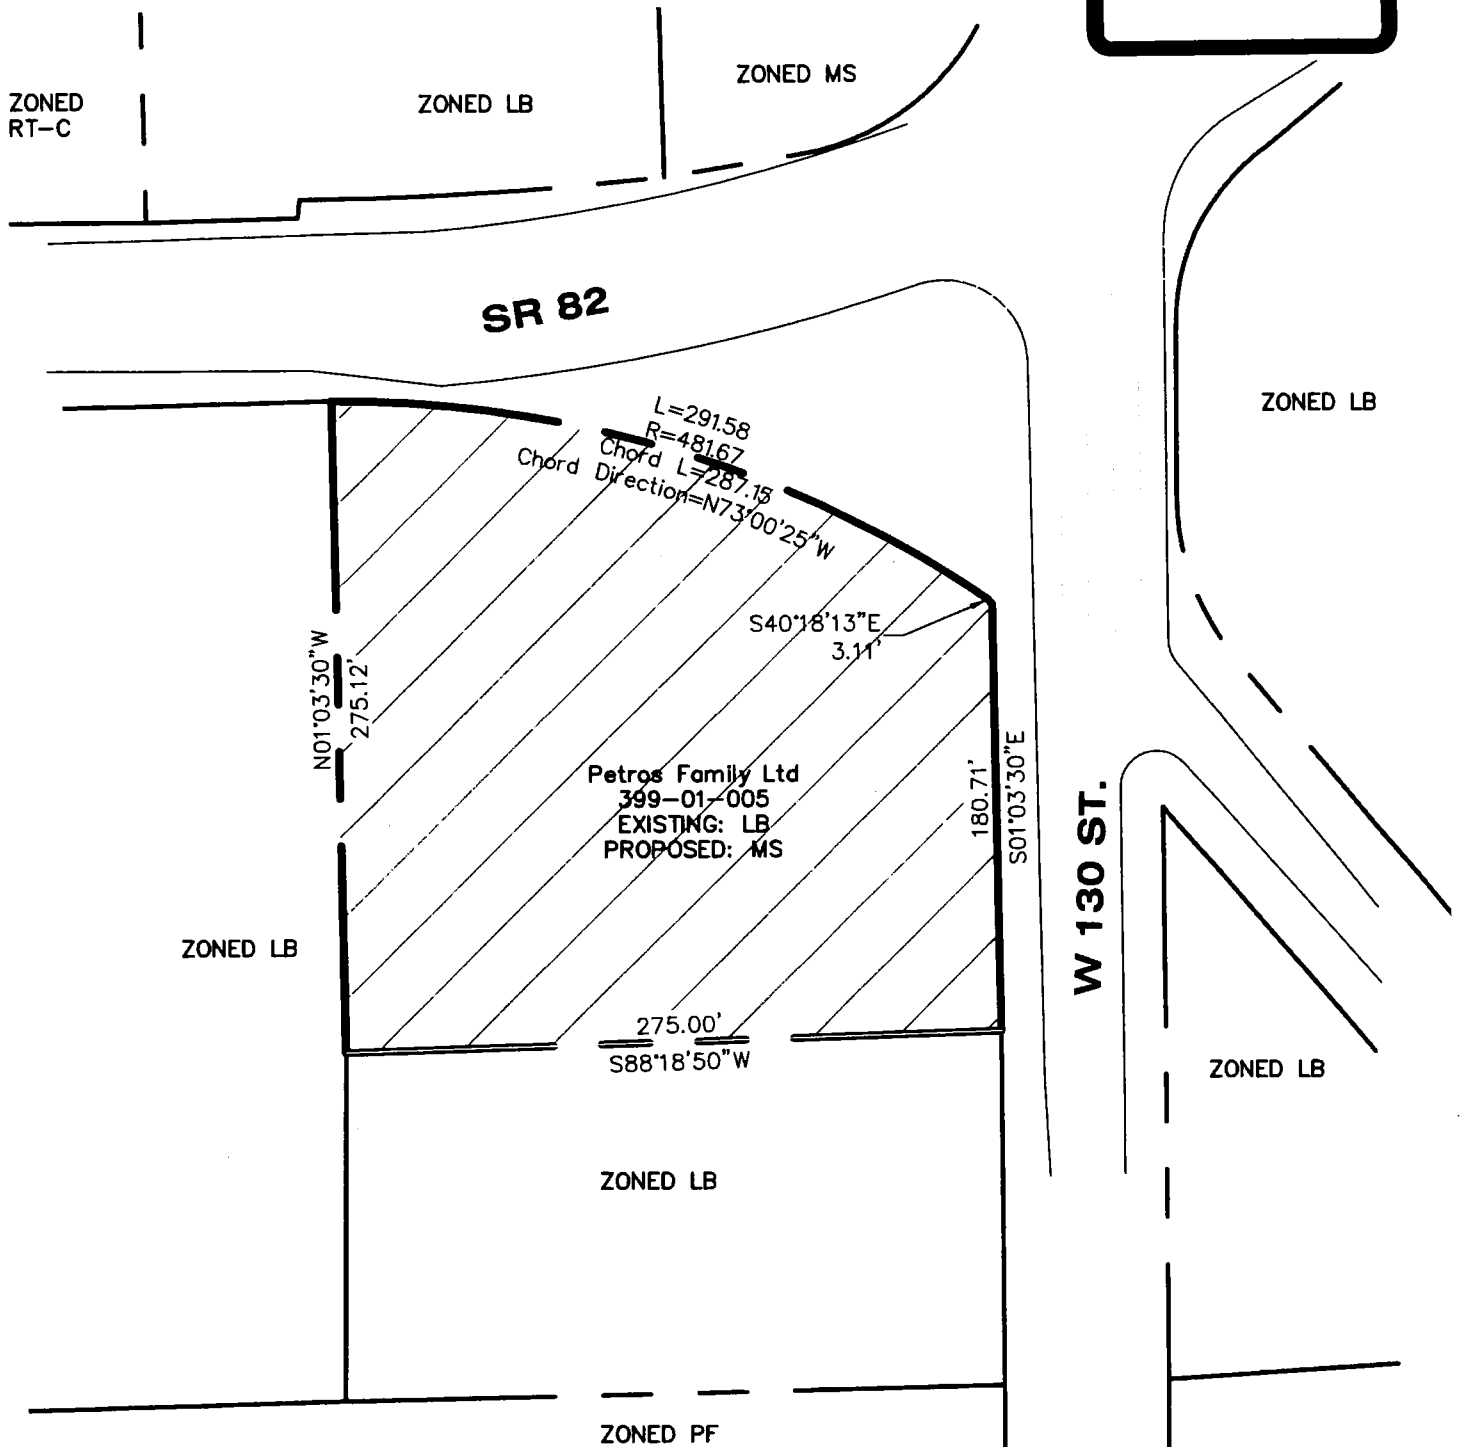 ZONED MS
ZONED
RT-C
ZONED LB
SR 82
ZONED LB
L=291.58
R=481.67
Chord L=287.15
Chord Direction=N73°00'25"W
S40°18'13"E
3.11'
N01°03'30"W
275.12'
Petros Family Ltd
399-01-005
EXISTING: LB
PROPOSED: MS
180.71'
S01°03'30"E
W 130 ST.
ZONED LB
275.00'
S88°18'50"W
ZONED LB
ZONED LB
ZONED PF